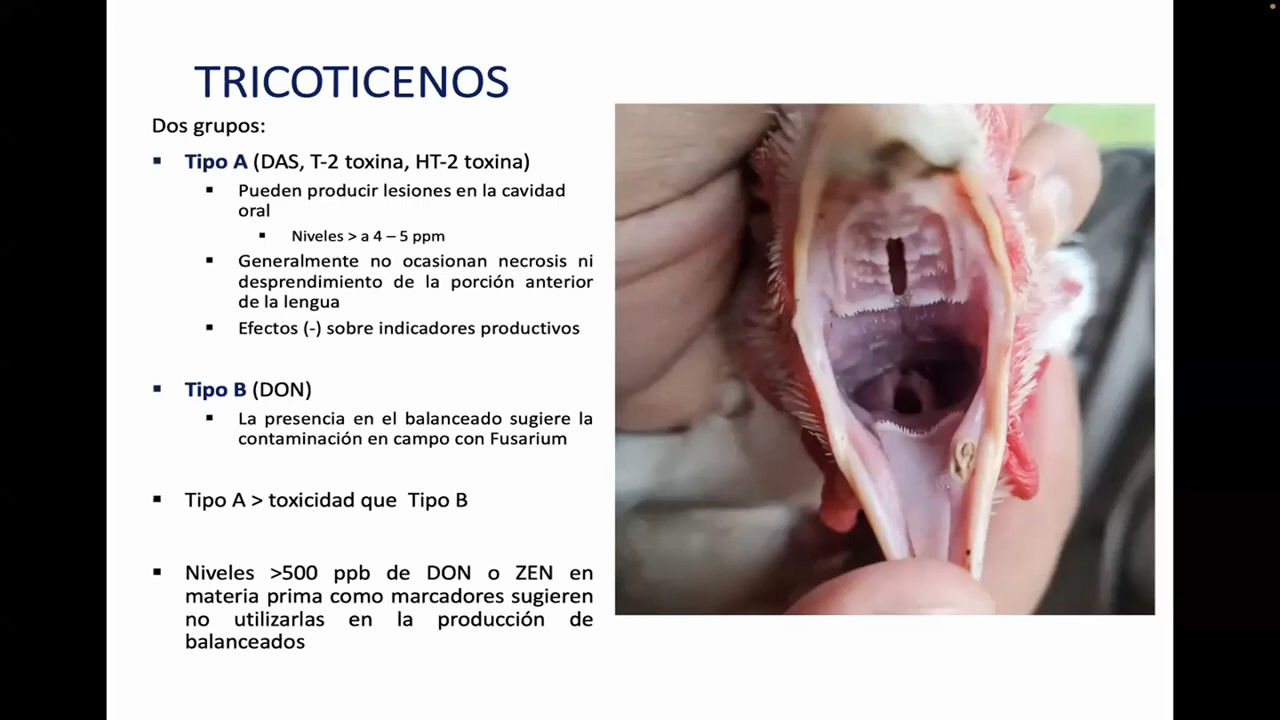 TRICOTICENOS
Dos grupos:
▪ Tipo A (DAS, T-2 toxina, HT-2 toxina)
▪ Pueden producir lesiones en la cavidad
oral
▪ Niveles > a 4 – 5 ppm
▪ Generalmente no ocasionan necrosis ni
desprendimiento de la porción anterior
de la lengua
▪ Efectos (-) sobre indicadores productivos
▪ Tipo B (DON)
▪ La presencia en el balanceado sugiere la
contaminación en campo con Fusarium
▪ Tipo A > toxicidad que Tipo B
▪ Niveles >500 ppb de DON o ZEN en
materia prima como marcadores sugieren
no utilizarlas en la producción de
balanceados